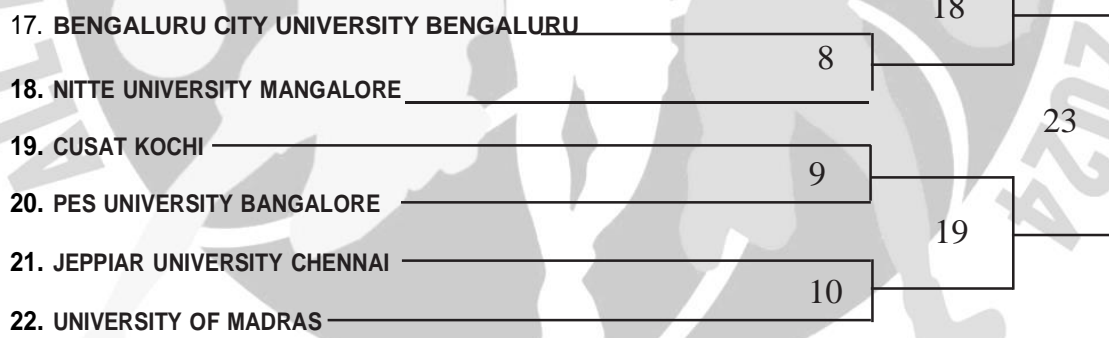 18
17. BENGALURU CITY UNIVERSITY BENGALURU
8
18. NITTE UNIVERSITY MANGALORE
23
19. CUSAT KOCHI
9
20. PES UNIVERSITY BANGALORE
19
21. JEPPIAR UNIVERSITY CHENNAI
10
22. UNIVERSITY OF MADRAS
2024